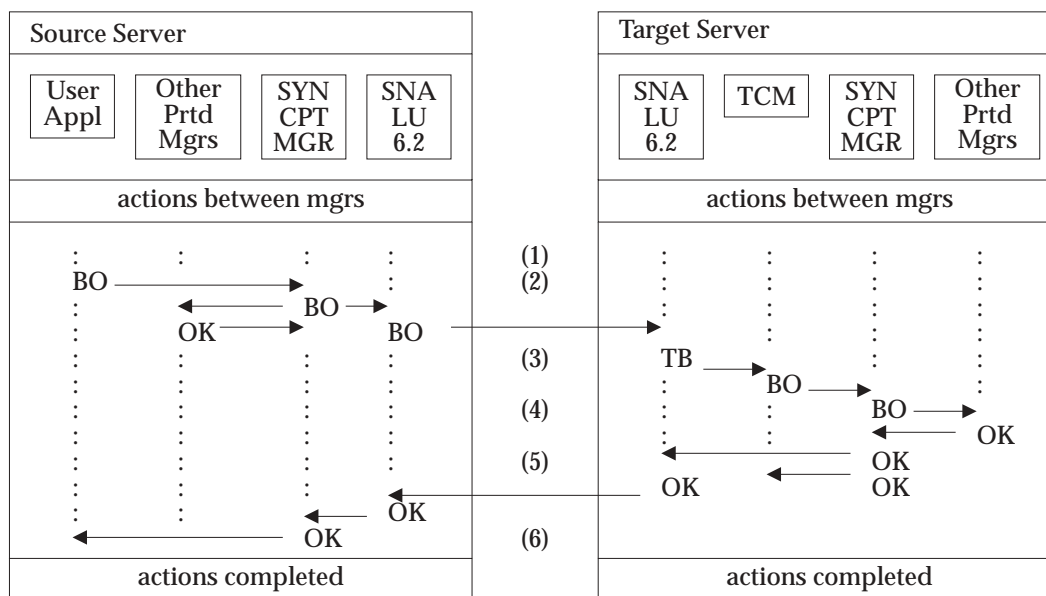 Source Server
Target Server
User
Appl
Other
Prtd
Mgrs
SYN
CPT
MGR
SNA
LU
6.2
SNA
LU
6.2
TCM
SYN
CPT
MGR
Other
Prtd
Mgrs
actions between mgrs
actions between mgrs
(1)
BO (2)
BO
OK BO
(3) TB
BO
(4) BO
OK
(5) OK
OK OK
OK
OK (6)
actions completed
actions completed